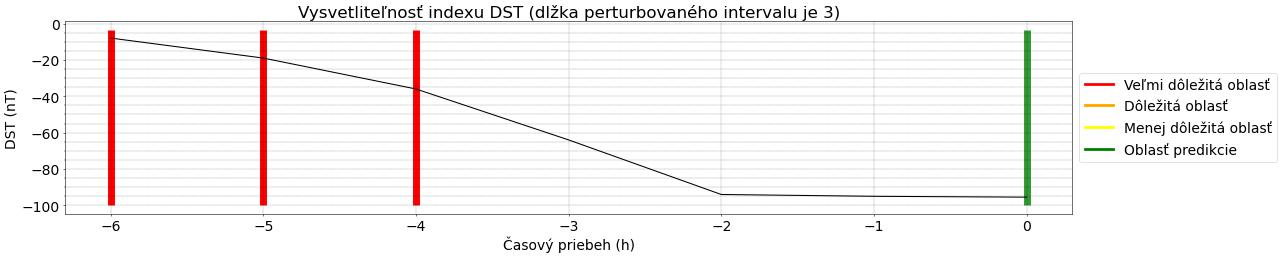 Vysvetliteľnosť indexu DST (dlžka perturbovaného intervalu je 3)
DST (nT)
0
−20
−40
−60
−80
−100
−6
−5
−4
−3
−2
−1
0
Časový priebeh (h)
Veľmi dôležitá oblasť
Dôležitá oblasť
Menej dôležitá oblasť
Oblasť predikcie